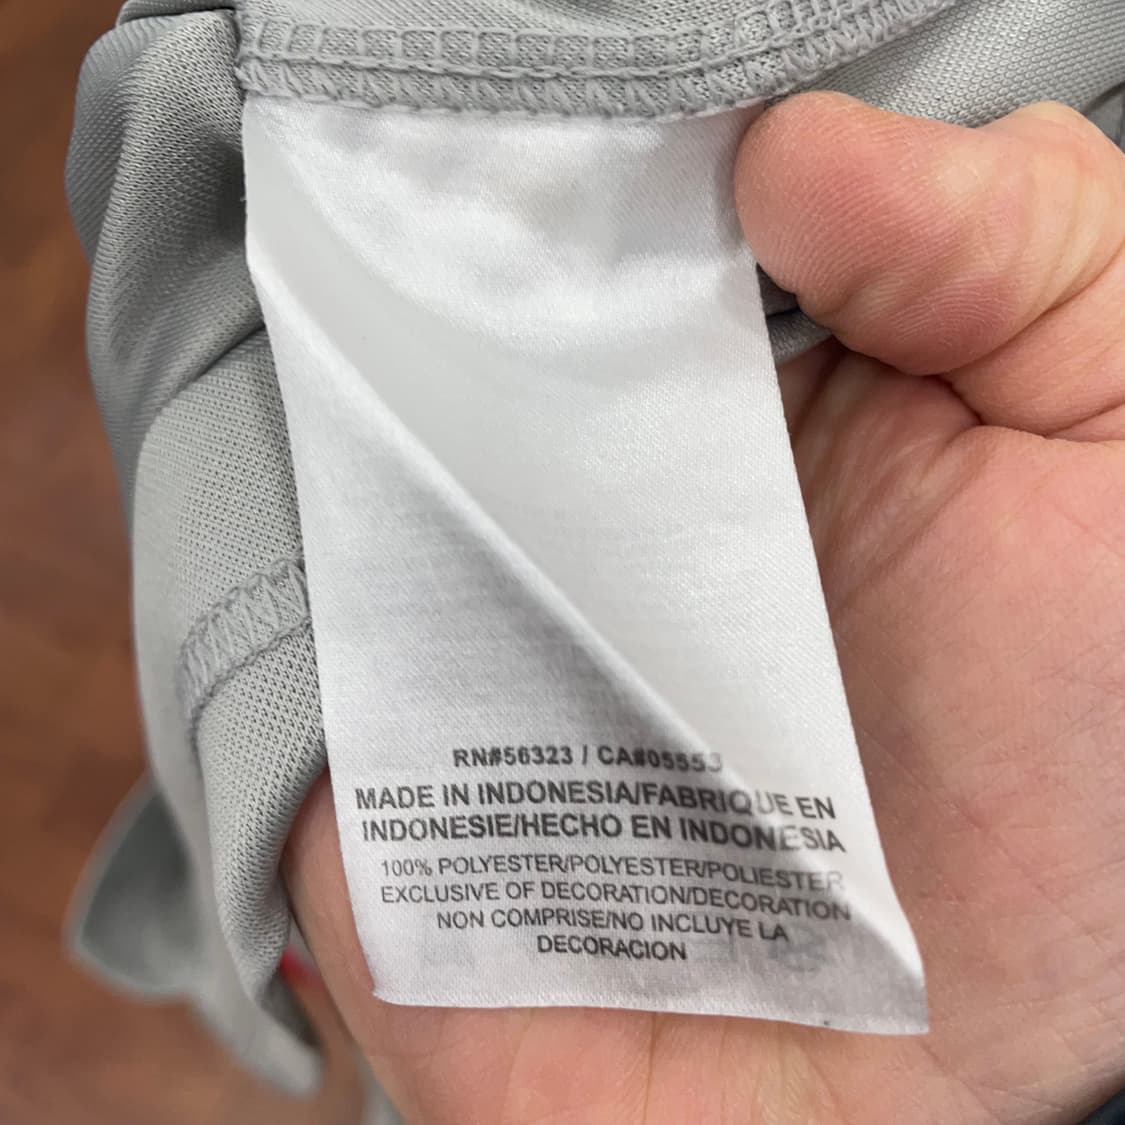 RN#56323 / CA#05553
MADE IN INDONESIA/FABRIQUE EN
INDONESIE/HECHO EN INDONESIA
100% POLYESTER/POLYESTER/POLIESTER
EXCLUSIVE OF DECORATION/DECORATION
NON COMPRISE/NO INCLUYE LA
DECORACION